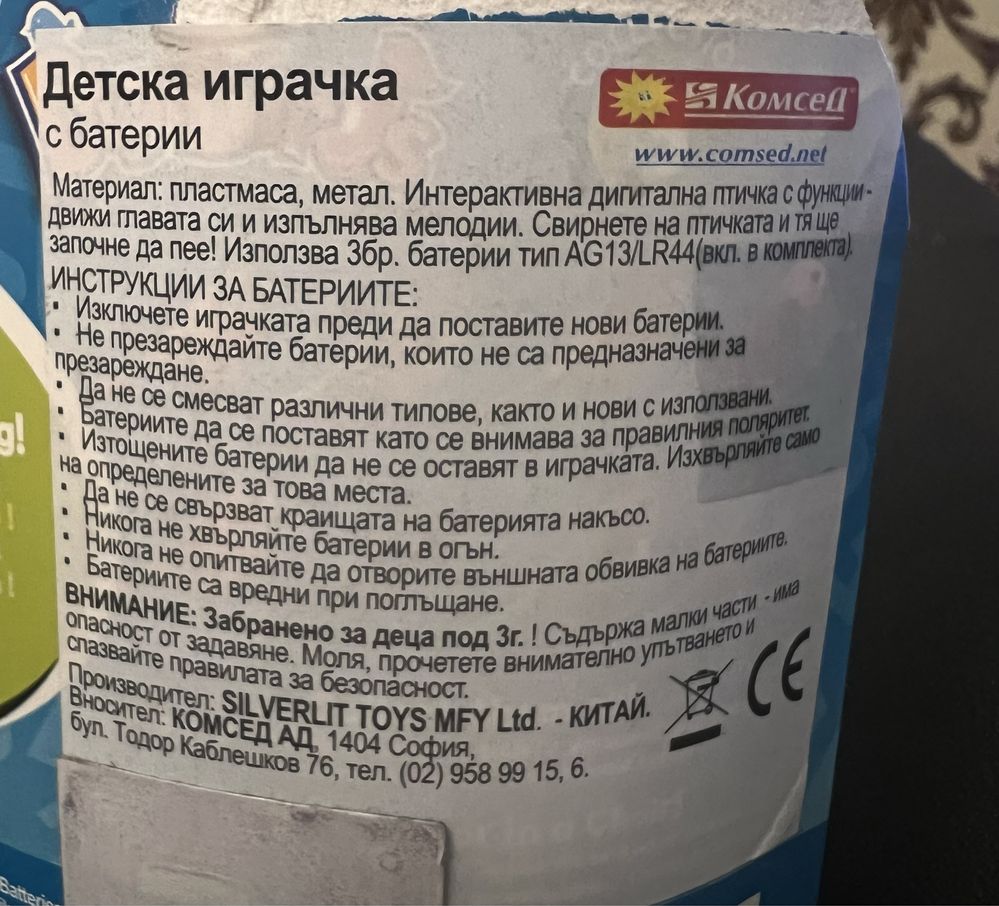 Детска играчка
с батерии
Комсед
www.comsed.net
Материал: пластмаса, метал. Интерактивна дигитална птичка с функции -
движи главата си и изпълнява мелодии. Свирнете на птичката и тя ще
започне да пее! Използва 3бр. батерии тип AG13/LR44(вкл. в комплекта).
ИНСТРУКЦИИ ЗА БАТЕРИИТЕ:
• Изключете играчката преди да поставите нови батерии.
• Не презареждайте батерии, които не са предназначени за
презареждане.
• Да не се смесват различни типове, както и нови с използвани.
• Батериите да се поставят като се внимава за правилния поляритет.
• Изтощените батерии да не се оставят в играчката. Изхвърляйте само
на определените за това места.
• Да не се свързват краищата на батерията накъсо.
• Никога не хвърляйте батерии в огън.
• Никога не опитвайте да отворите външната обвивка на батериите.
• Батериите са вредни при поглъщане.
ВНИМАНИЕ: Забранено за деца под 3г. ! Съдържа малки части - има
опасност от задавяне. Моля, прочетете внимателно упътването и
спазвайте правилата за безопасност.
Производител: SILVERLIT TOYS MFY Ltd. - КИТАЙ.
Вносител: КОМСЕД АД, 1404 София,
бул. Тодор Каблешков 76, тел. (02) 958 99 15, 6.
CE
g!